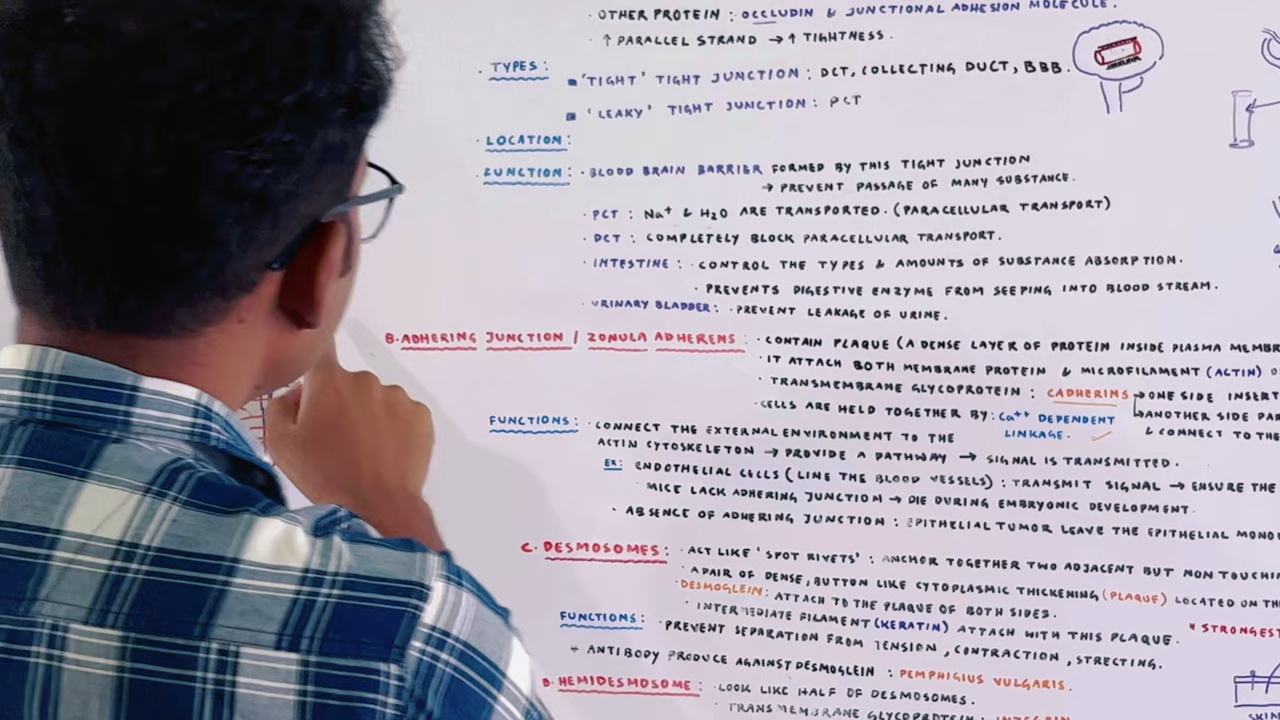 · OTHER PROTEIN : OCCLUDIN & JUNCTIONAL ADHESION MOLECULE.
· ↑ PARALLEL STRAND → ↑ TIGHTNESS.
· TYPES: ▪ 'TIGHT' TIGHT JUNCTION : DCT, COLLECTING DUCT, BBB.
▪ 'LEAKY' TIGHT JUNCTION : PCT
· LOCATION:
· FUNCTION: · BLOOD BRAIN BARRIER FORMED BY THIS TIGHT JUNCTION
→ PREVENT PASSAGE OF MANY SUBSTANCE.
· PCT : Na⁺ & H₂O ARE TRANSPORTED. (PARACELLULAR TRANSPORT)
· DCT : COMPLETELY BLOCK PARACELLULAR TRANSPORT.
· INTESTINE : · CONTROL THE TYPES & AMOUNTS OF SUBSTANCE ABSORPTION.
· PREVENTS DIGESTIVE ENZYME FROM SEEPING INTO BLOOD STREAM.
· URINARY BLADDER: · PREVENT LEAKAGE OF URINE.
B. ADHERING JUNCTION / ZONULA ADHERENS : · CONTAIN PLAQUE (A DENSE LAYER OF PROTEIN INSIDE PLASMA MEMBR
· IT ATTACH BOTH MEMBRANE PROTEIN & MICROFILAMENT (ACTIN)
· TRANSMEMBRANE GLYCOPROTEIN : CADHERINS → ONE SIDE INSERT
→ ANOTHER SIDE PA
· CELLS ARE HELD TOGETHER BY: Ca⁺⁺ DEPENDENT LINKAGE. ✓
& CONNECT TO THE
FUNCTIONS: · CONNECT THE EXTERNAL ENVIRONMENT TO THE
ACTIN CYTOSKELETON → PROVIDE A PATHWAY → SIGNAL IS TRANSMITTED.
EX: ENDOTHELIAL CELLS (LINE THE BLOOD VESSELS) : TRANSMIT SIGNAL → ENSURE THE
· MICE LACK ADHERING JUNCTION → DIE DURING EMBRYONIC DEVELOPMENT.
· ABSENCE OF ADHERING JUNCTION : EPITHELIAL TUMOR LEAVE THE EPITHELIAL MONO
C. DESMOSOMES : · ACT LIKE 'SPOT RIVETS' : ANCHOR TOGETHER TWO ADJACENT BUT NON TOUCHI
· A PAIR OF DENSE, BUTTON LIKE CYTOPLASMIC THICKENING (PLAQUE) LOCATED ON TH
· DESMOGLEIN: ATTACH TO THE PLAQUE OF BOTH SIDES.
· INTERMEDIATE FILAMENT (KERATIN) ATTACH WITH THIS PLAQUE.
* STRONGEST
FUNCTIONS: · PREVENT SEPARATION FROM TENSION, CONTRACTION, STRECTING.
* ANTIBODY PRODUCE AGAINST DESMOGLEIN : PEMPHIGIUS VULGARIS.
D. HEMIDESMOSOME : · LOOK LIKE HALF OF DESMOSOMES.
· TRANSMEMBRANE GLYCOPROTEIN : INTEGRIN
SKIN